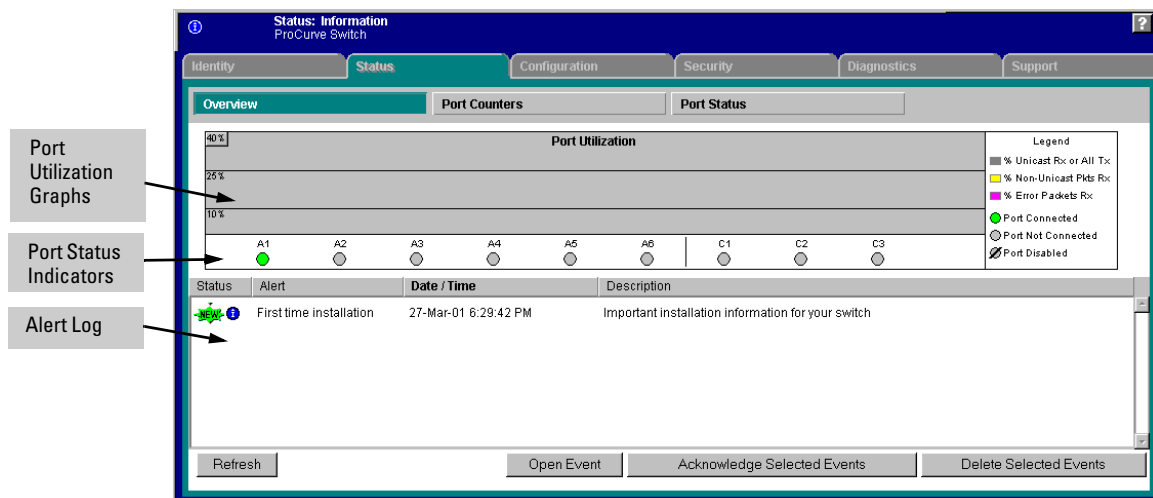 Status: Information
ProCurve Switch
?
Identity
Status
Configuration
Security
Diagnostics
Support
Overview
Port Counters
Port Status
Port
Utilization
Graphs
40%
Port Utilization
25%
10%
Legend
% Unicast Rx or All Tx
% Non-Unicast Pkts Rx
% Error Packets Rx
Port Connected
Port Not Connected
Port Disabled
Port Status
Indicators
A1 A2 A3 A4 A5 A6 C1 C2 C3
Status Alert Date / Time Description
Alert Log
NEW First time installation 27-Mar-01 6:29:42 PM Important installation information for your switch
Refresh
Open Event
Acknowledge Selected Events
Delete Selected Events